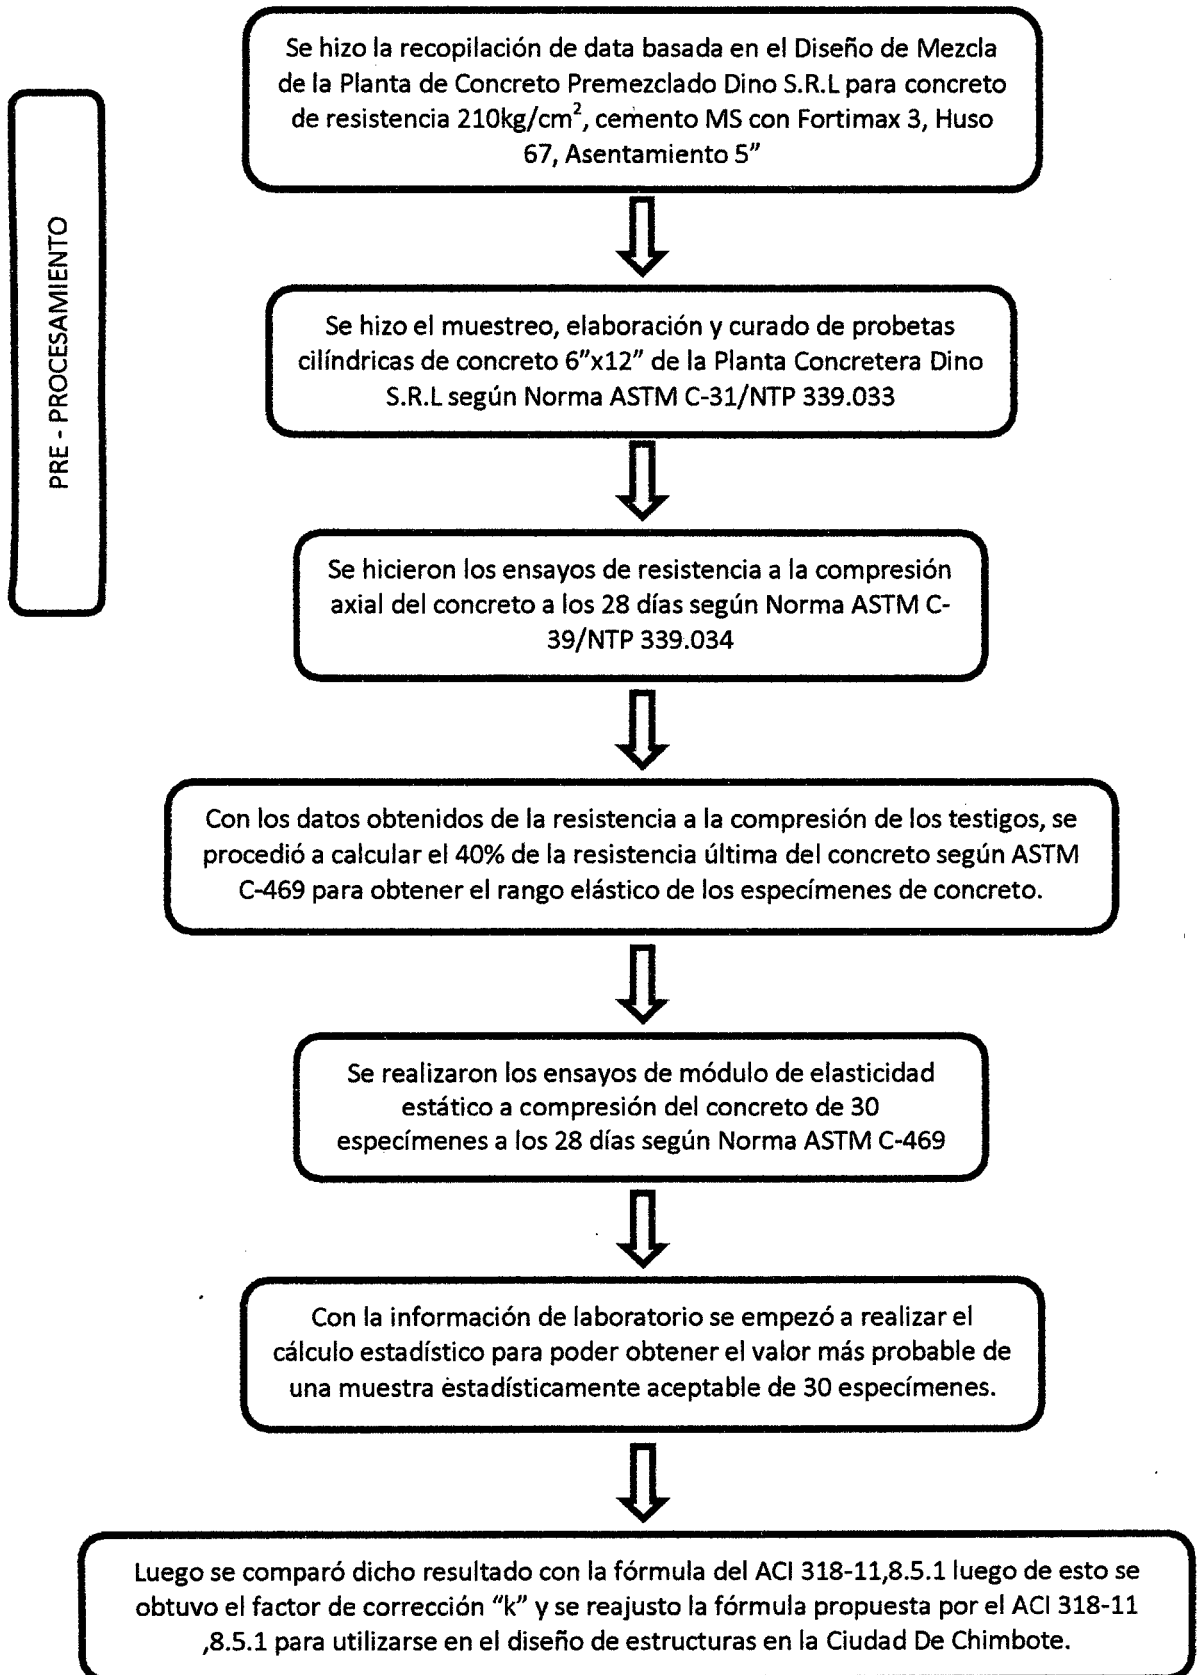 Se hizo la recopilación de data basada en el Diseño de Mezcla
de la Planta de Concreto Premezclado Dino S.R.L para concreto
de resistencia 210kg/cm², cemento MS con Fortimax 3, Huso
67, Asentamiento 5”
PRE - PROCESAMIENTO
Se hizo el muestreo, elaboración y curado de probetas
cilíndricas de concreto 6”x12” de la Planta Concretera Dino
S.R.L según Norma ASTM C-31/NTP 339.033
Se hicieron los ensayos de resistencia a la compresión
axial del concreto a los 28 días según Norma ASTM C-
39/NTP 339.034
Con los datos obtenidos de la resistencia a la compresión de los testigos, se
procedió a calcular el 40% de la resistencia última del concreto según ASTM
C-469 para obtener el rango elástico de los especímenes de concreto.
Se realizaron los ensayos de módulo de elasticidad
estático a compresión del concreto de 30
especímenes a los 28 días según Norma ASTM C-469
Con la información de laboratorio se empezó a realizar el
cálculo estadístico para poder obtener el valor más probable de
una muestra estadísticamente aceptable de 30 especímenes.
Luego se comparó dicho resultado con la fórmula del ACI 318-11,8.5.1 luego de esto se
obtuvo el factor de corrección “k” y se reajusto la fórmula propuesta por el ACI 318-11
,8.5.1 para utilizarse en el diseño de estructuras en la Ciudad De Chimbote.